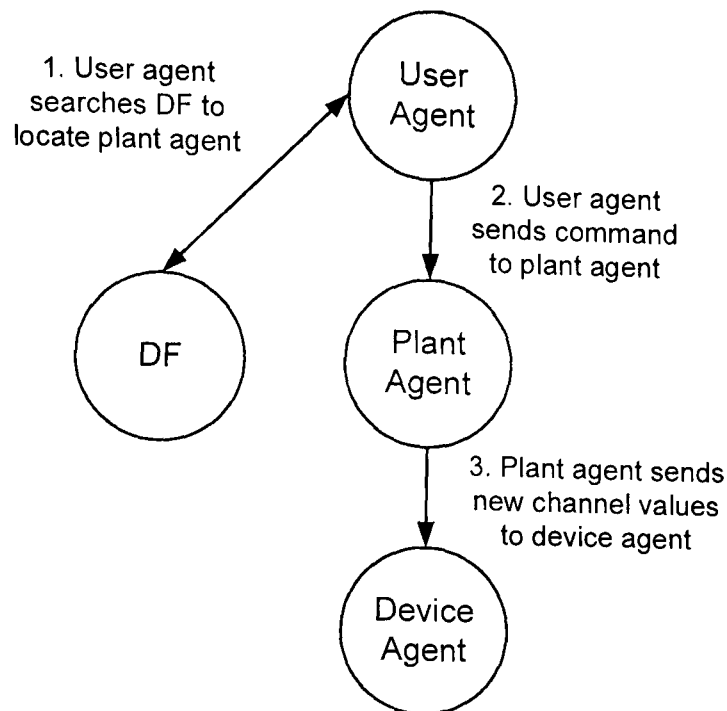 1. User agent
searches DF to
locate plant agent
User
Agent
2. User agent
sends command
to plant agent
DF
Plant
Agent
3. Plant agent sends
new channel values
to device agent
Device
Agent